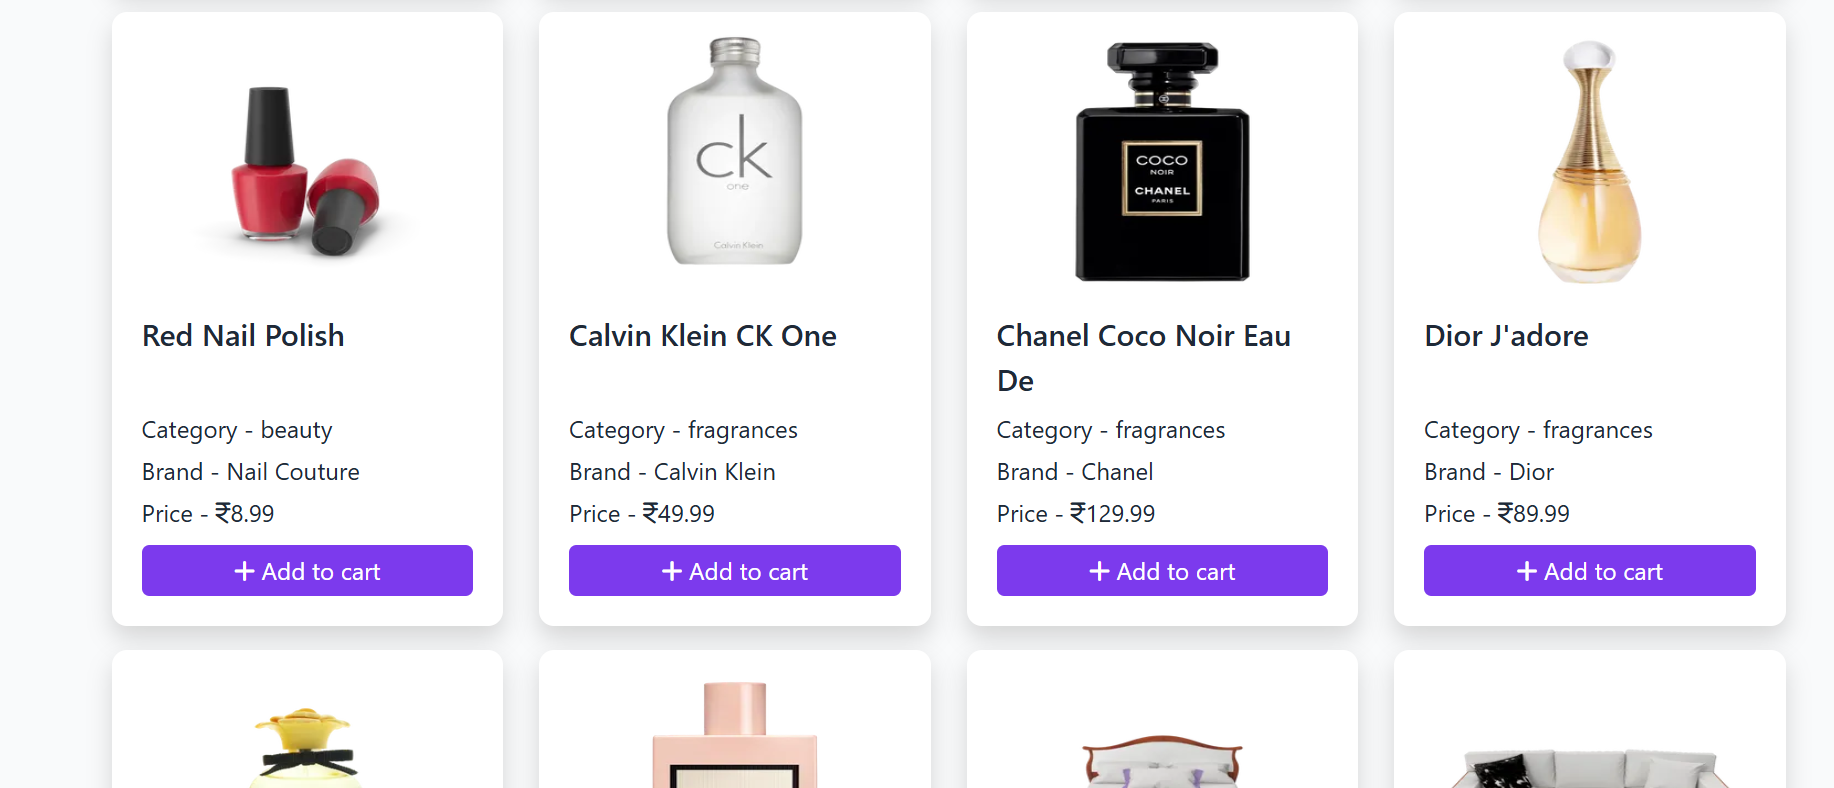 ck
one
Calvin Klein
COCO
NOIR
CHANEL
PARIS
Red Nail Polish
Calvin Klein CK One
Chanel Coco Noir Eau
De
Dior J'adore
Category - beauty
Category - fragrances
Category - fragrances
Category - fragrances
Brand - Nail Couture
Brand - Calvin Klein
Brand - Chanel
Brand - Dior
Price - ₹8.99
Price - ₹49.99
Price - ₹129.99
Price - ₹89.99
+ Add to cart
+ Add to cart
+ Add to cart
+ Add to cart